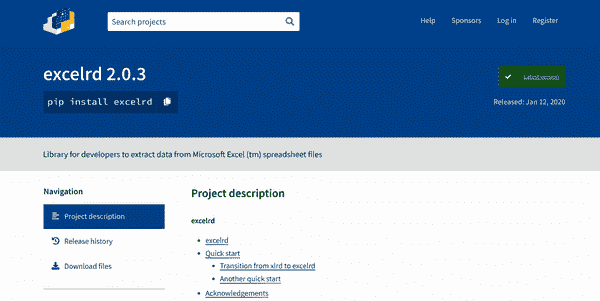 Search projects
Help
Sponsors
Log in
Register
excelrd 2.0.3
pip install excelrd
Released: Jan 12, 2020
Library for developers to extract data from Microsoft Excel (tm) spreadsheet files
Navigation
Project description
Release history
Download files
Project description
excelrd
excelrd
Quick start
Transition from xlrd to excelrd
Another quick start
Acknowledgements